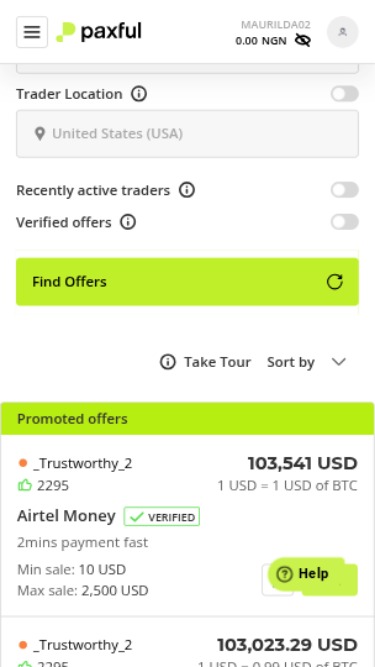 paxful
MAURILDA02
0.00 NGN
Trader Location
United States (USA)
Recently active traders
Verified offers
Find Offers
Take Tour Sort by
Promoted offers
_Trustworthy_2 103,541 USD
2295 1 USD = 1 USD of BTC
Airtel Money VERIFIED
2mins payment fast
Min sale: 10 USD
Help
Max sale: 2,500 USD
_Trustworthy_2 103,023.29 USD
2295 1 USD = 0.99 USD of BTC